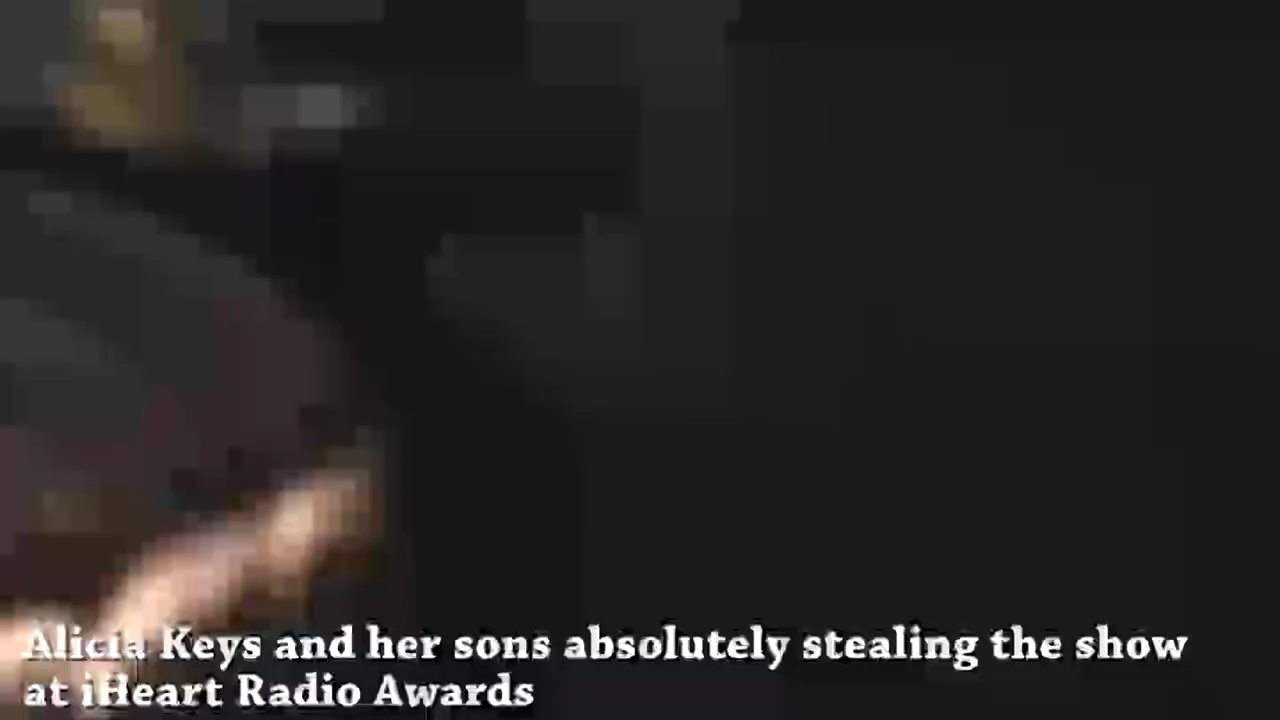 Alicia Keys and her sons absolutely stealing the show
at iHeart Radio Awards